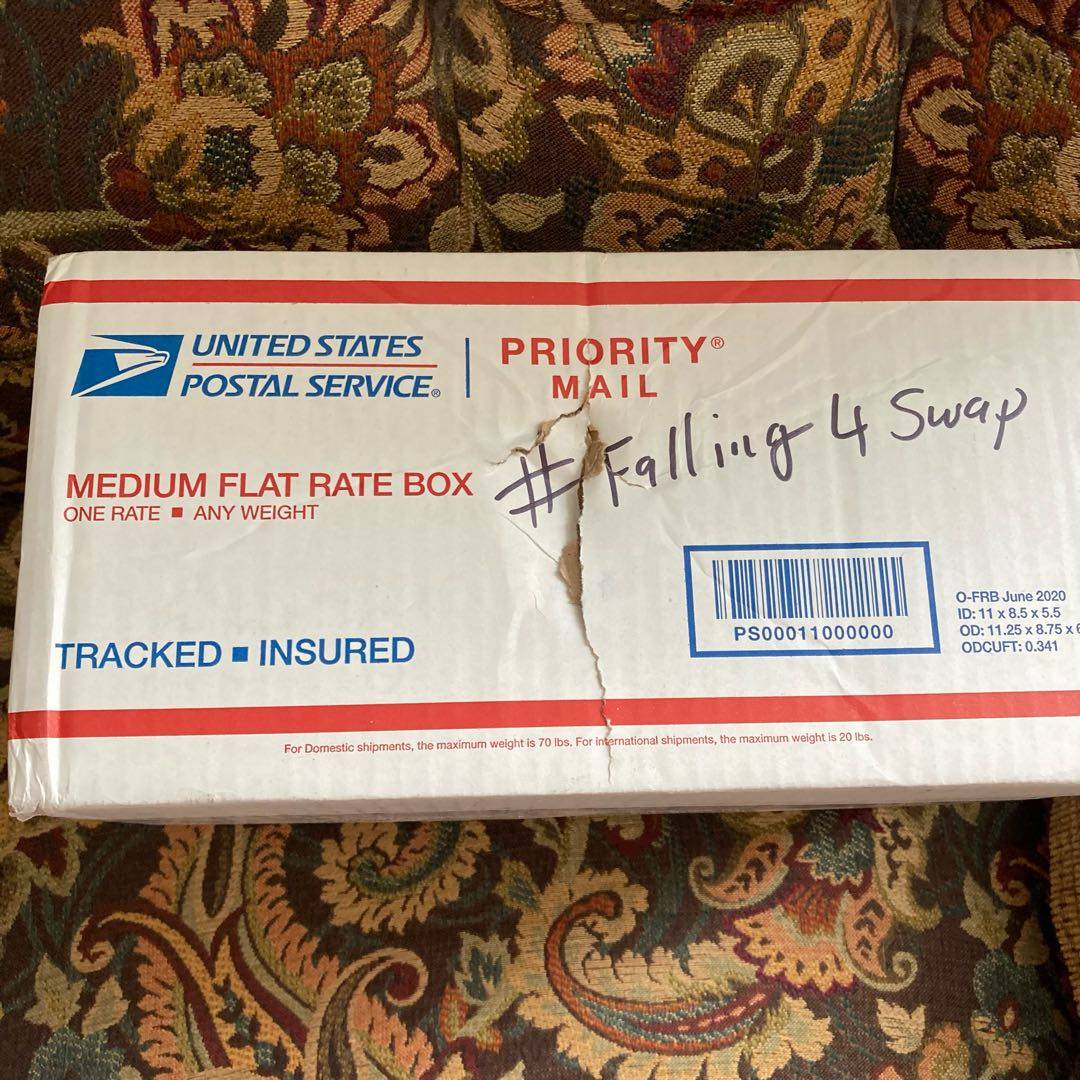 UNITED STATES
POSTAL SERVICE®
PRIORITY®
MAIL
#Falling 4 Swap
MEDIUM FLAT RATE BOX
ONE RATE ■ ANY WEIGHT
TRACKED ■ INSURED
PS00011000000
O-FRB June 2020
ID: 11 x 8.5 x 5.5
OD: 11.25 x 8.75 x
ODCUFT: 0.341
For Domestic shipments, the maximum weight is 70 lbs. For international shipments, the maximum weight is 20 lbs.